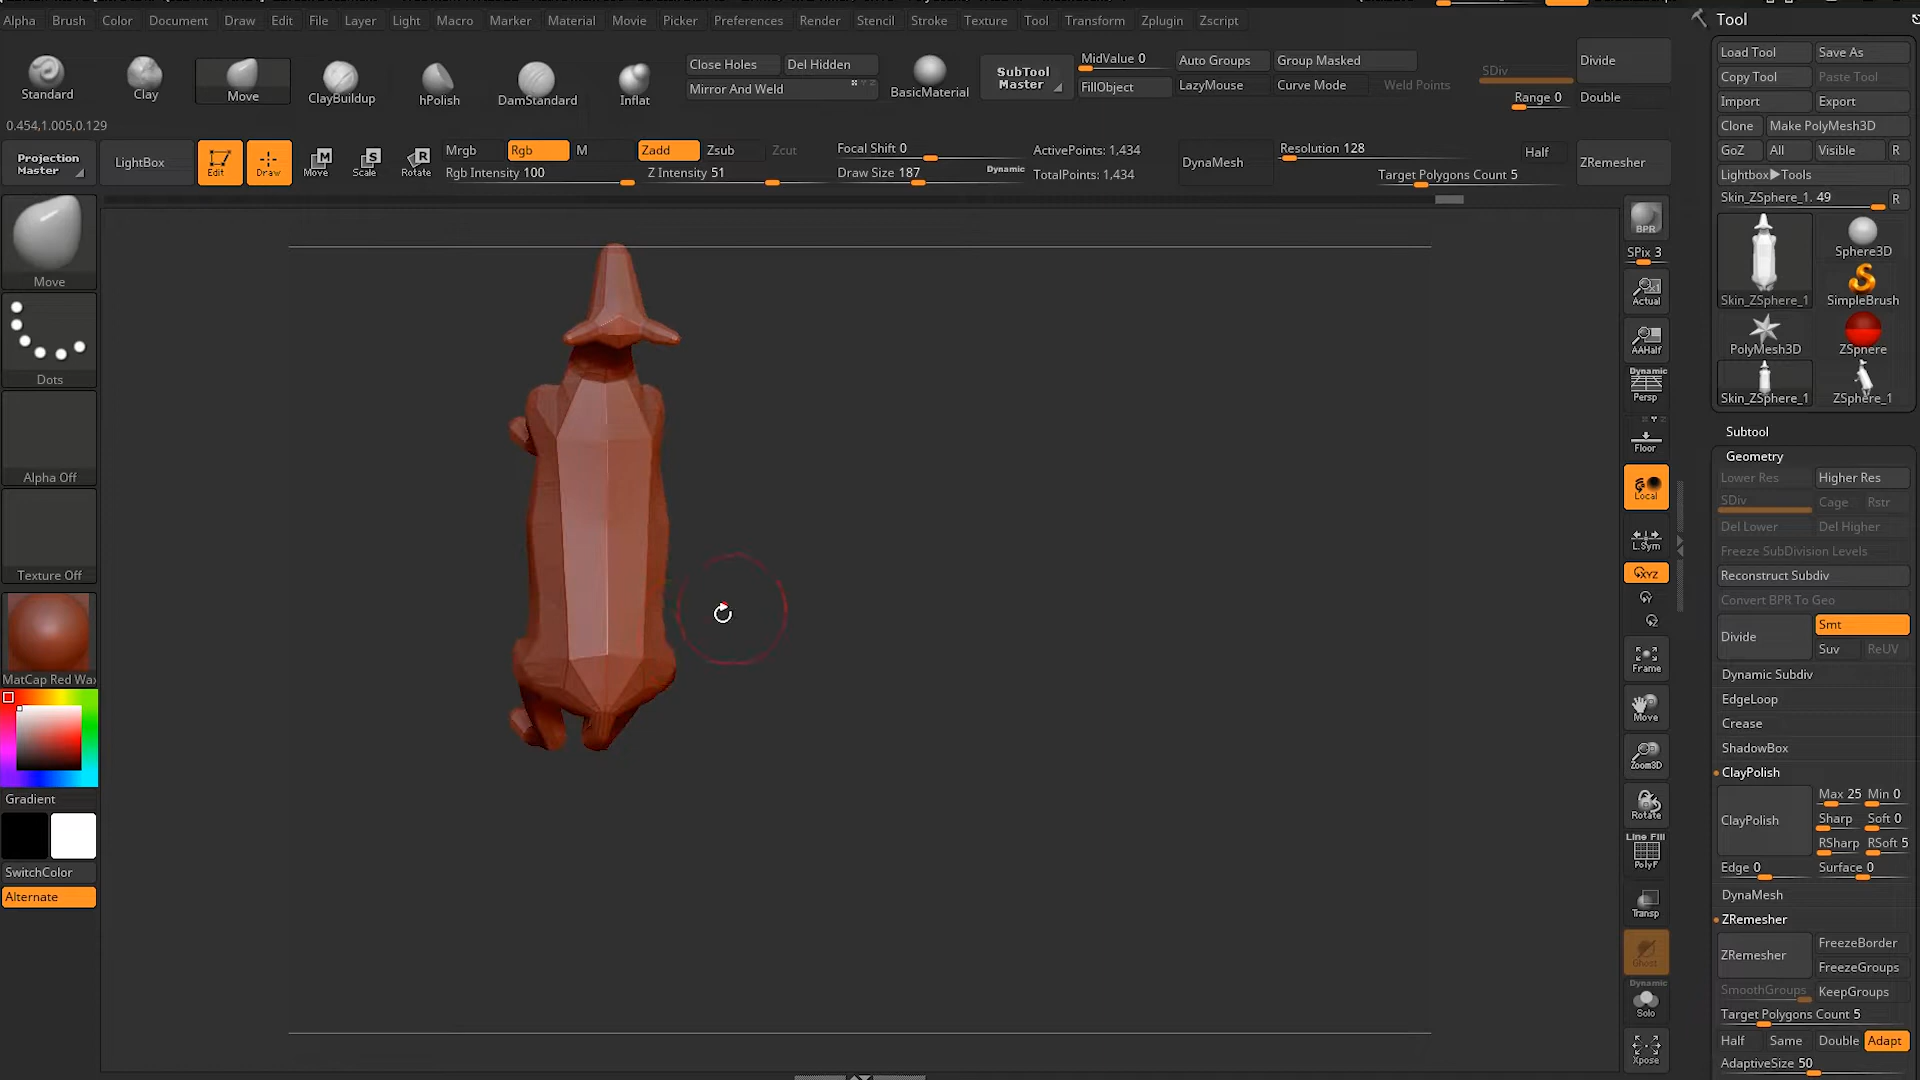 Alpha Brush Color Document Draw Edit File Layer Light Macro Marker Material Movie Picker Preferences Render Stencil Stroke Texture Tool Transform Zplugin Zscript
Standard
Clay
Move
ClayBuildup
hPolish
DamStandard
Inflat
Close Holes
Del Hidden
Mirror And Weld
BasicMaterial
SubTool
Master
MidValue 0
FillObject
Auto Groups
Group Masked
LazyMouse
Curve Mode
Weld Points
SDiv
Range 0
Divide
Double
0.454,1.005,0.129
Projection
Master
LightBox
Edit
Draw
Move
Scale
Rotate
Mrgb
Rgb
M
Rgb Intensity 100
Zadd
Zsub
Zcut
Z Intensity 51
Focal Shift 0
Draw Size 187
Dynamic
ActivePoints: 1,434
TotalPoints: 1,434
DynaMesh
Resolution 128
Half
Target Polygons Count 5
ZRemesher
Move
Dots
Alpha Off
Texture Off
MatCap Red Wax
Gradient
SwitchColor
Alternate
BPR
SPix 3
Actual
AAHalf
Dynamic
Persp
Floor
Local
L.Sym
XYZ
Frame
Move
Zoom3D
Rotate
Line Fill
PolyF
Transp
Ghost
Dynamic
Solo
Xpose
Tool
Load Tool
Save As
Copy Tool
Paste Tool
Import
Export
Clone
Make PolyMesh3D
GoZ
All
Visible
R
Lightbox▶Tools
Skin_ZSphere_1. 49
R
Skin_ZSphere_1
Sphere3D
SimpleBrush
PolyMesh3D
ZSphere
Skin_ZSphere_1
ZSphere_1
Subtool
Geometry
Lower Res
Higher Res
SDiv
Cage
Rstr
Del Lower
Del Higher
Freeze SubDivision Levels
Reconstruct Subdiv
Convert BPR To Geo
Divide
Smt
Suv
ReUV
Dynamic Subdiv
EdgeLoop
Crease
ShadowBox
ClayPolish
ClayPolish
Max 25
Min 0
Sharp
Soft 0
RSharp
RSoft 5
Edge 0
Surface 0
DynaMesh
ZRemesher
ZRemesher
FreezeBorder
FreezeGroups
SmoothGroups
KeepGroups
Target Polygons Count 5
Half
Same
Double
Adapt
AdaptiveSize 50